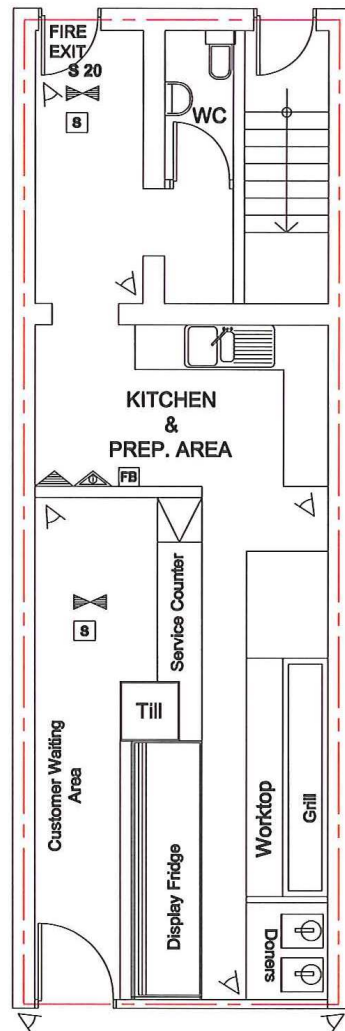 FIRE
EXIT
S 20
S
WC
KITCHEN
&
PREP. AREA
FB
Service Counter
S
Till
Customer Waiting
Area
Display Fridge
Worktop
Grill
Doners